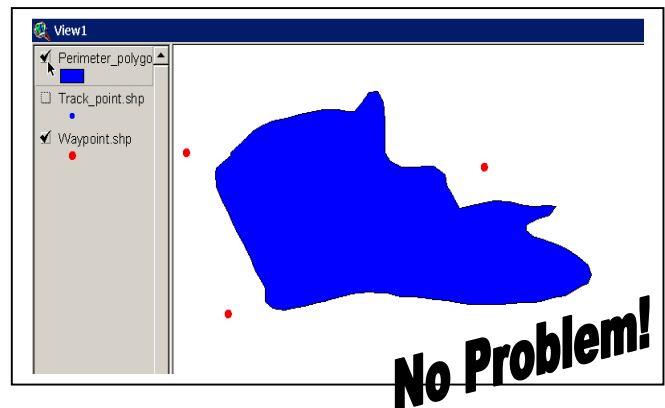 View1
Perimeter_polygo
Track_point.shp
Waypoint.shp
No Problem!